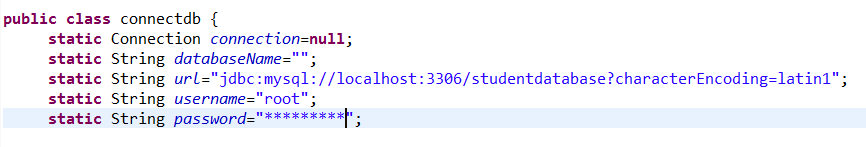 public class connectdb {
static Connection connection=null;
static String databaseName="";
static String url="jdbc:mysql://localhost:3306/studentdatabase?characterEncoding=latin1";
static String username="root";
static String password="*********";